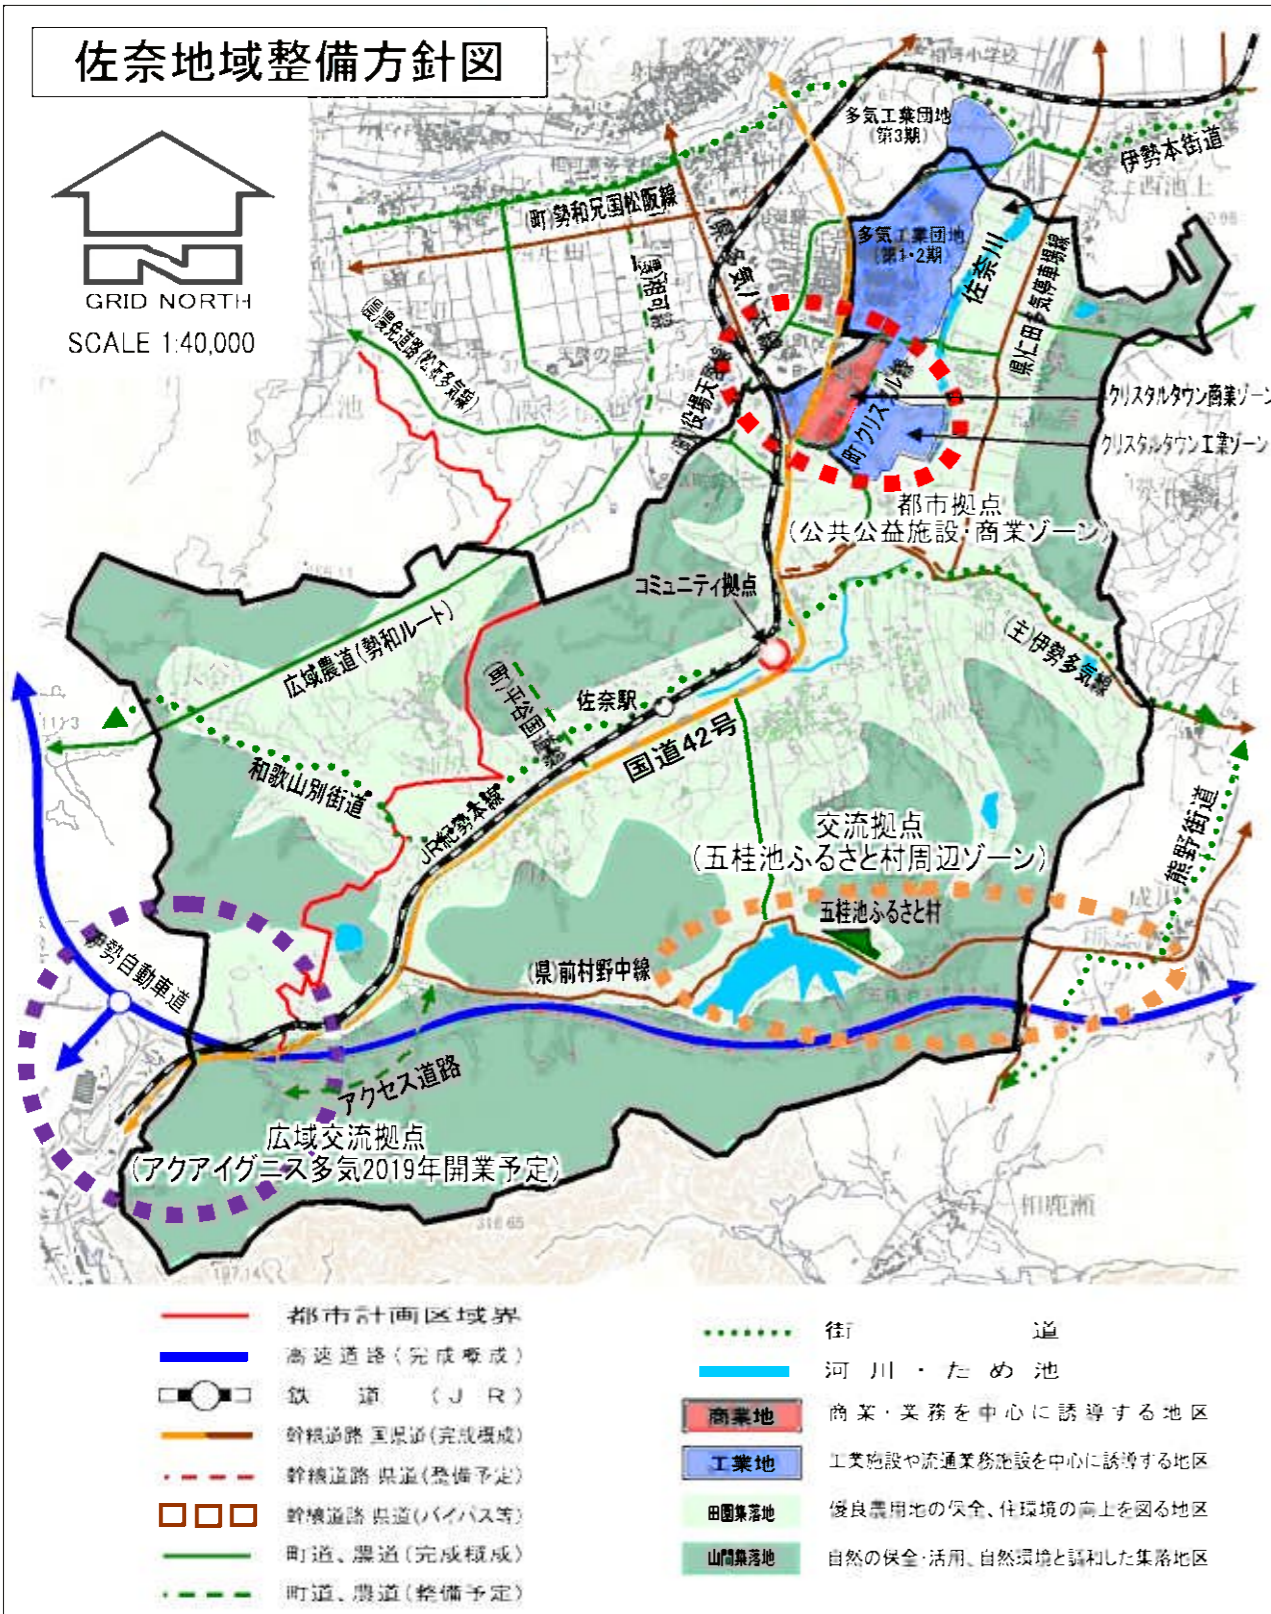 佐奈地域整備方針図
GRID NORTH
SCALE 1:40,000
相可小学校
多気工業団地
(第3期)
伊勢本街道
西池上
(町)勢和兄国松阪線
多気工業団地
(第1・2期)
佐奈川
(県)仁田多気停車場線
クリスタルタウン商業ゾーン
(町)クリスタル線
クリスタルタウン工業ゾーン
都市拠点
(公共公益施設・商業ゾーン)
コミュニティ拠点
(主)伊勢多気線
広域農道(勢和ルート)
佐奈駅
国道42号
和歌山別街道
JR紀勢本線
交流拠点
(五桂池ふるさと村周辺ゾーン)
五桂池ふるさと村
熊野街道
伊勢自動車道
(県)前村野中線
アクセス道路
広域交流拠点
(アクアイグニス多気2019年開業予定)
相鹿瀬
316.65
197.14
都市計画区域界
高速道路(完成概成)
鉄道(JR)
幹線道路 国県道(完成概成)
幹線道路 県道(整備予定)
幹線道路 県道(バイパス等)
町道、農道(完成概成)
町道、農道(整備予定)
街道
河川・ため池
商業地 商業・業務を中心に誘導する地区
工業地 工業施設や流通業務施設を中心に誘導する地区
田園集落地 優良農用地の保全、住環境の向上を図る地区
山間集落地 自然の保全・活用、自然環境と調和した集落地区